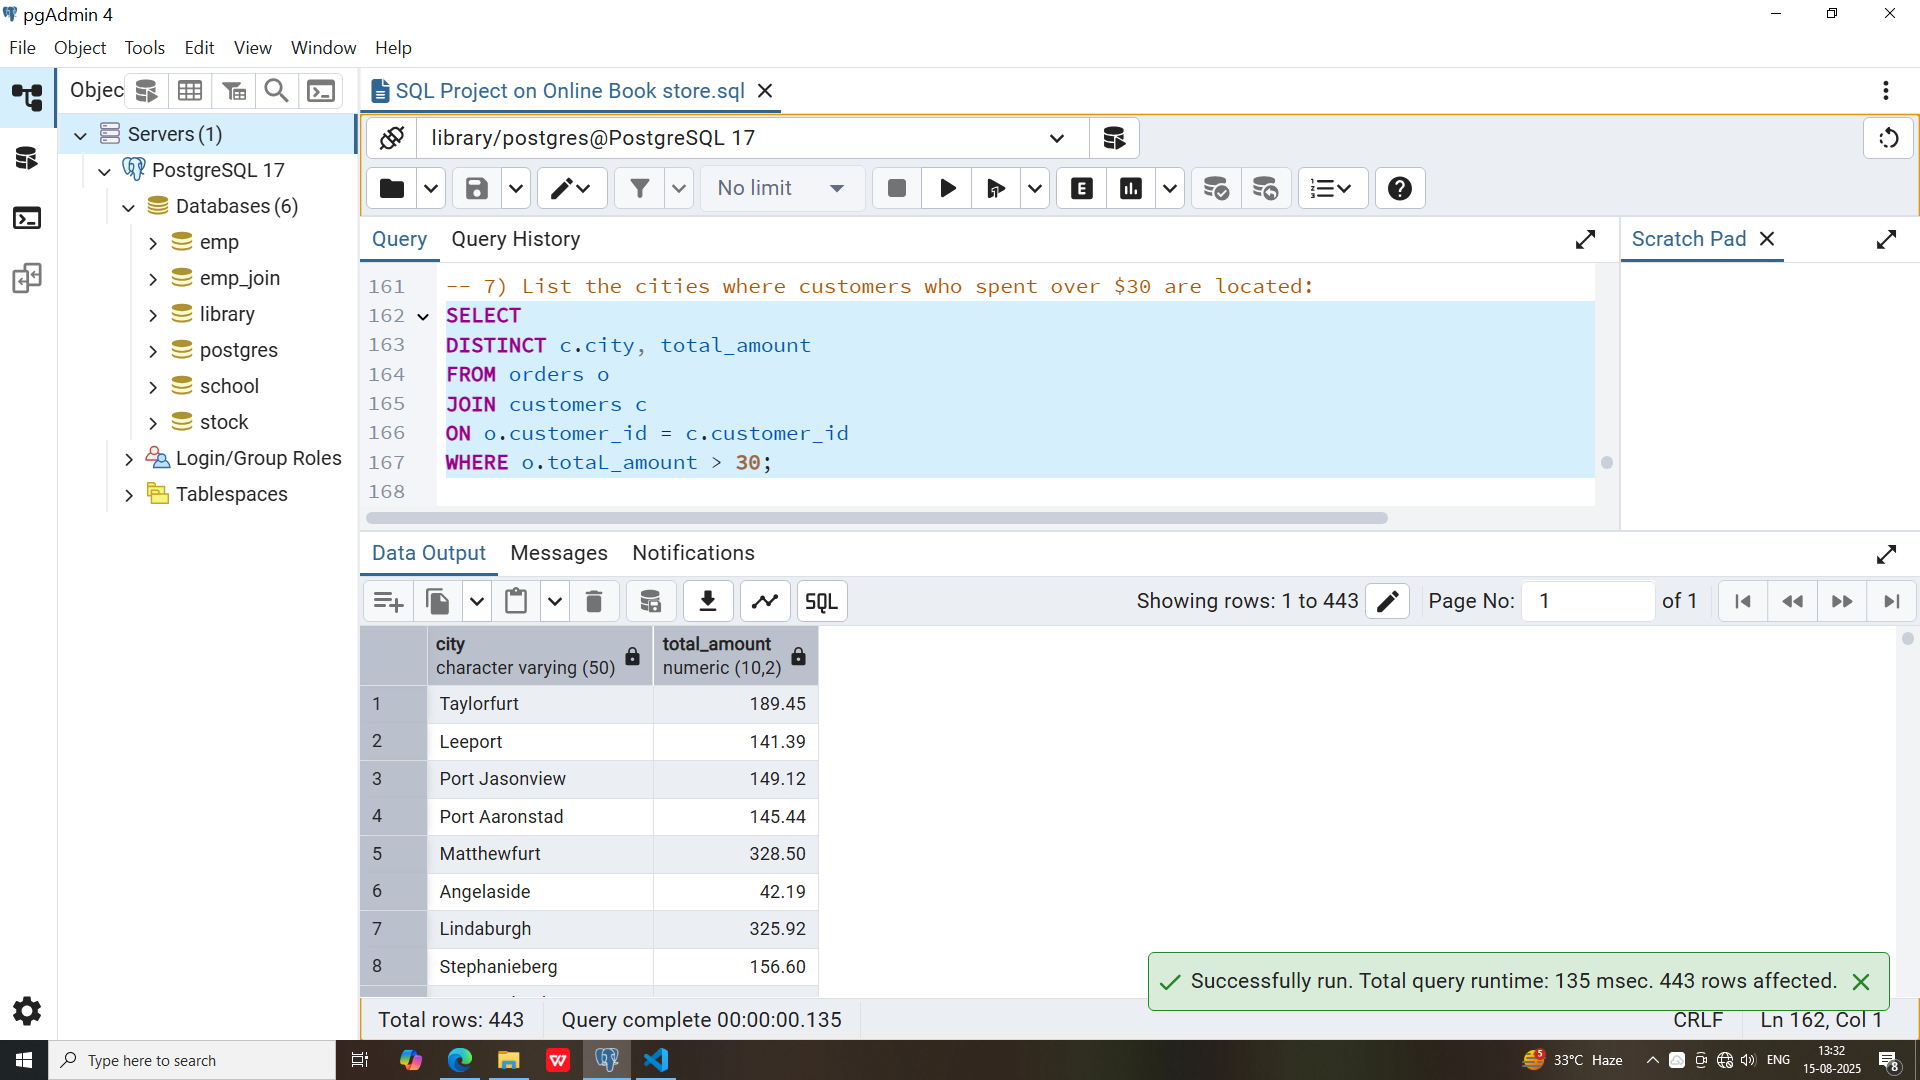 pgAdmin 4
File Object Tools Edit View Window Help
Objec
SQL Project on Online Book store.sql
Servers (1)
PostgreSQL 17
Databases (6)
emp
emp_join
library
postgres
school
stock
Login/Group Roles
Tablespaces
library/postgres@PostgreSQL 17
No limit
E
Query Query History
Scratch Pad
161 -- 7) List the cities where customers who spent over $30 are located:
162 SELECT
163 DISTINCT c.city, total_amount
164 FROM orders o
165 JOIN customers c
166 ON o.customer_id = c.customer_id
167 WHERE o.totaL_amount > 30;
168
Data Output Messages Notifications
SQL
Showing rows: 1 to 443
Page No: 1 of 1
city total_amount
character varying (50) numeric (10,2)
1 Taylorfurt 189.45
2 Leeport 141.39
3 Port Jasonview 149.12
4 Port Aaronstad 145.44
5 Matthewfurt 328.50
6 Angelaside 42.19
7 Lindaburgh 325.92
8 Stephanieberg 156.60
Successfully run. Total query runtime: 135 msec. 443 rows affected.
Total rows: 443 Query complete 00:00:00.135 CRLF Ln 162, Col 1
Type here to search
W
5
33°C Haze
ENG
13:32
15-08-2025
8